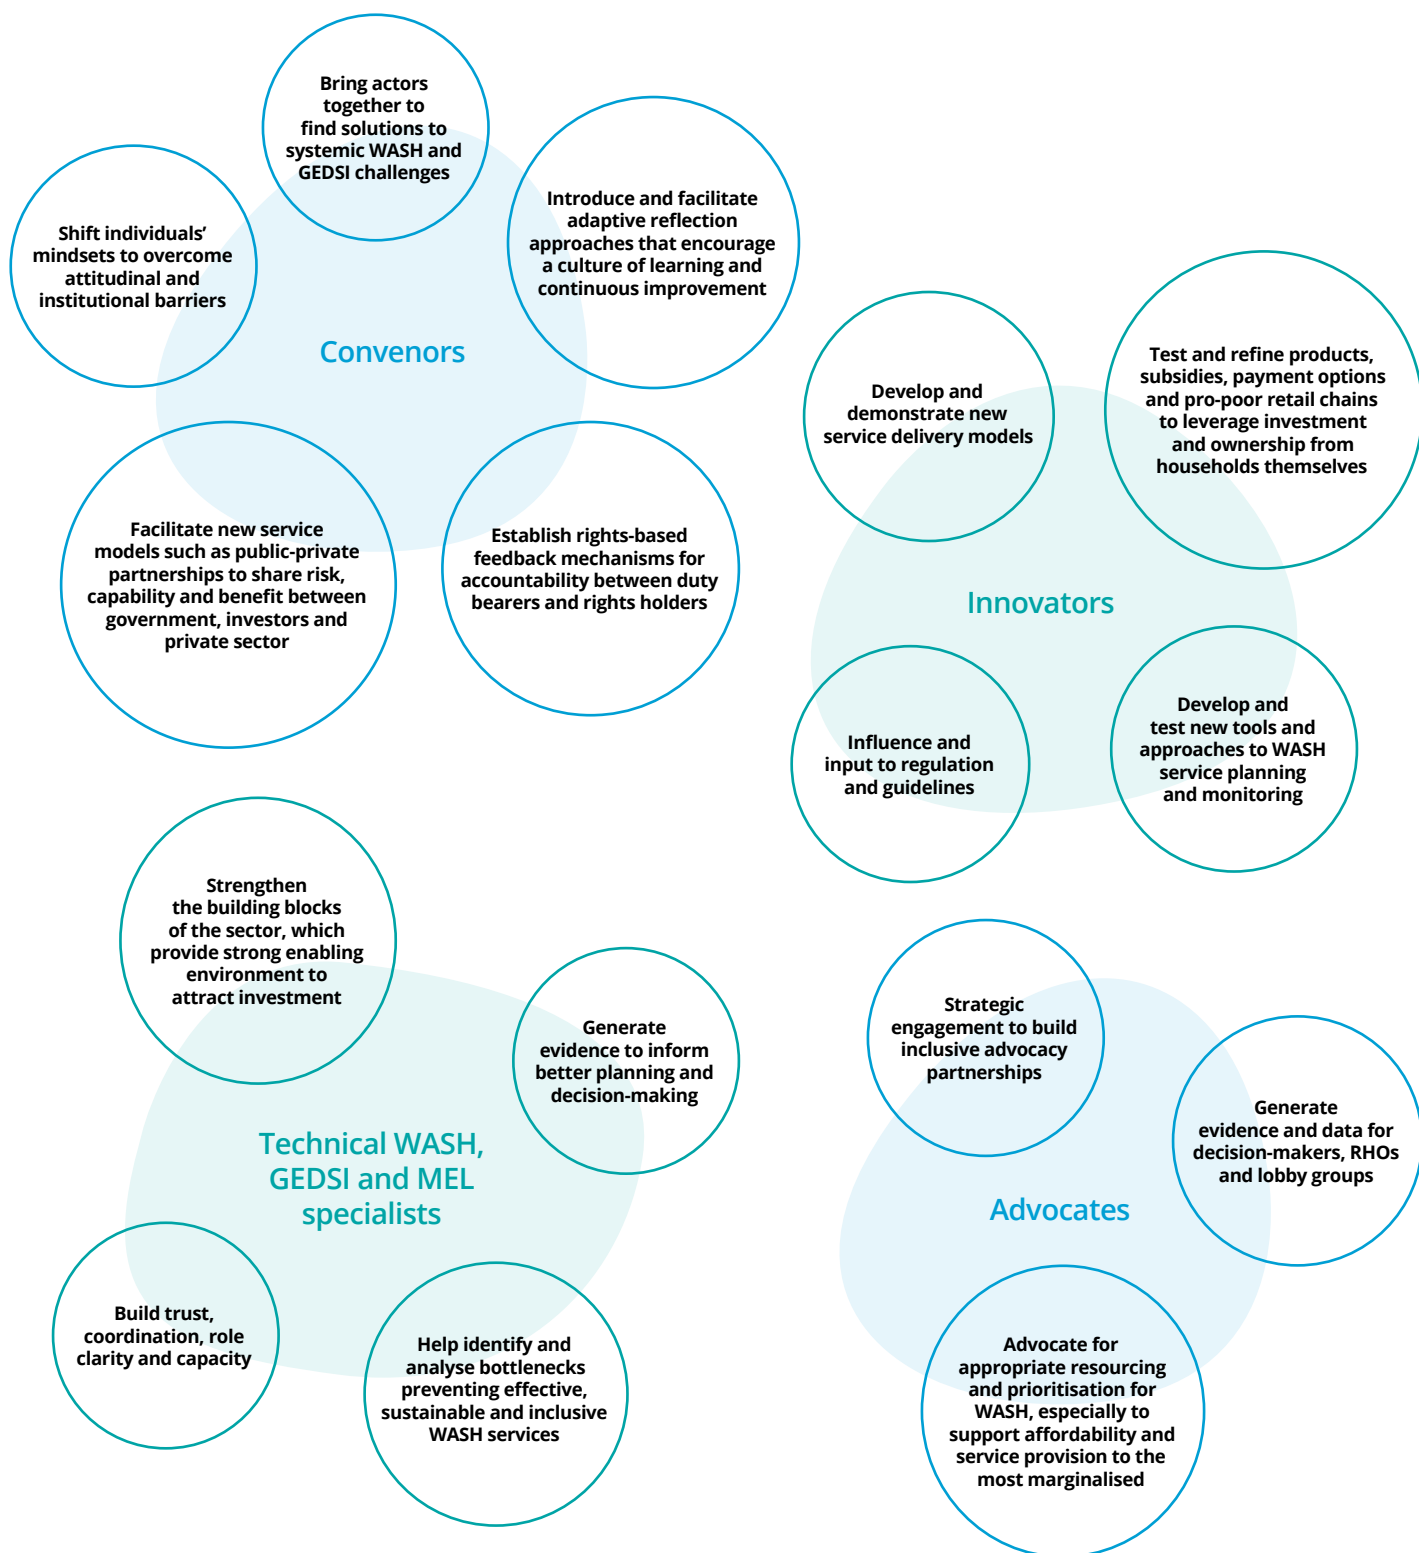 Bring actors
together to
find solutions to
systemic WASH and
GEDSI challenges
Shift individuals’
mindsets to overcome
attitudinal and
institutional barriers
Introduce and facilitate
adaptive reflection
approaches that encourage
a culture of learning and
continuous improvement
Convenors
Facilitate new service
models such as public-private
partnerships to share risk,
capability and benefit between
government, investors and
private sector
Establish rights-based
feedback mechanisms for
accountability between duty
bearers and rights holders
Develop and
demonstrate new
service delivery models
Test and refine products,
subsidies, payment options
and pro-poor retail chains
to leverage investment
and ownership from
households themselves
Innovators
Influence and
input to regulation
and guidelines
Develop and
test new tools and
approaches to WASH
service planning
and monitoring
Strengthen
the building blocks
of the sector, which
provide strong enabling
environment to
attract investment
Generate
evidence to inform
better planning and
decision-making
Technical WASH,
GEDSI and MEL
specialists
Build trust,
coordination, role
clarity and capacity
Help identify and
analyse bottlenecks
preventing effective,
sustainable and inclusive
WASH services
Strategic
engagement to build
inclusive advocacy
partnerships
Generate
evidence and data for
decision-makers, RHOs
and lobby groups
Advocates
Advocate for
appropriate resourcing
and prioritisation for
WASH, especially to
support affordability and
service provision to the
most marginalised